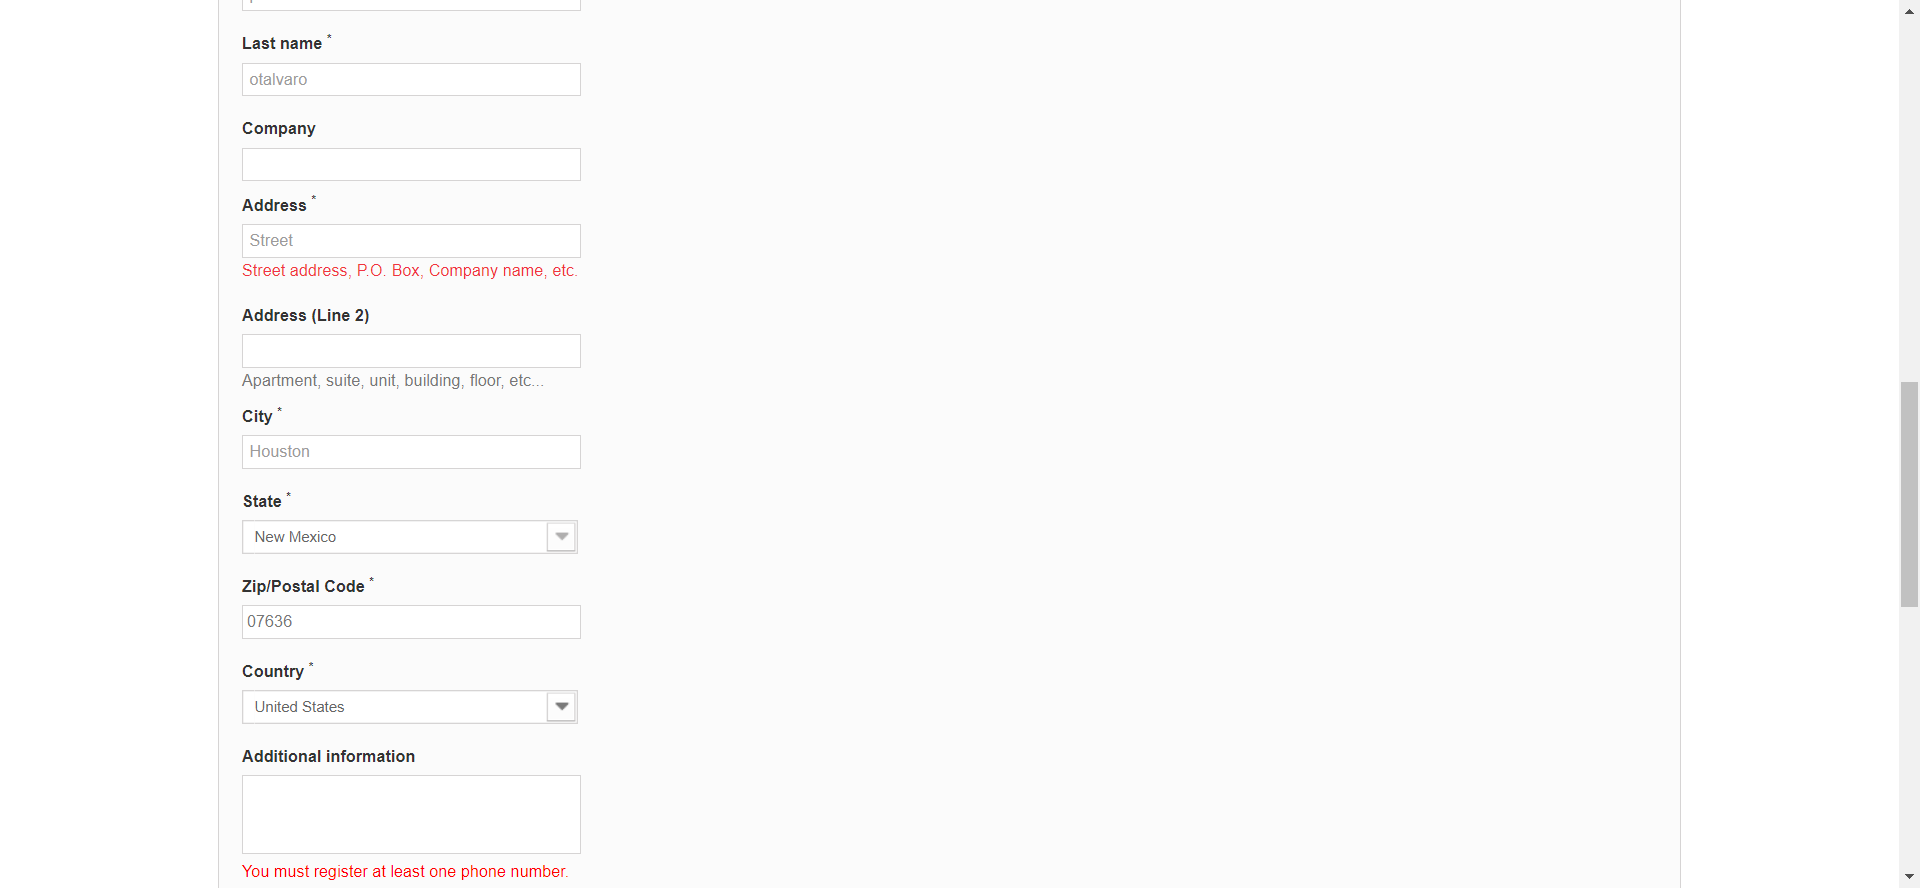 Last name *
otalvaro
Company
Address *
Street
Street address, P.O. Box, Company name, etc.
Address (Line 2)
Apartment, suite, unit, building, floor, etc...
City *
Houston
State *
New Mexico
Zip/Postal Code *
07636
Country *
United States
Additional information
You must register at least one phone number.